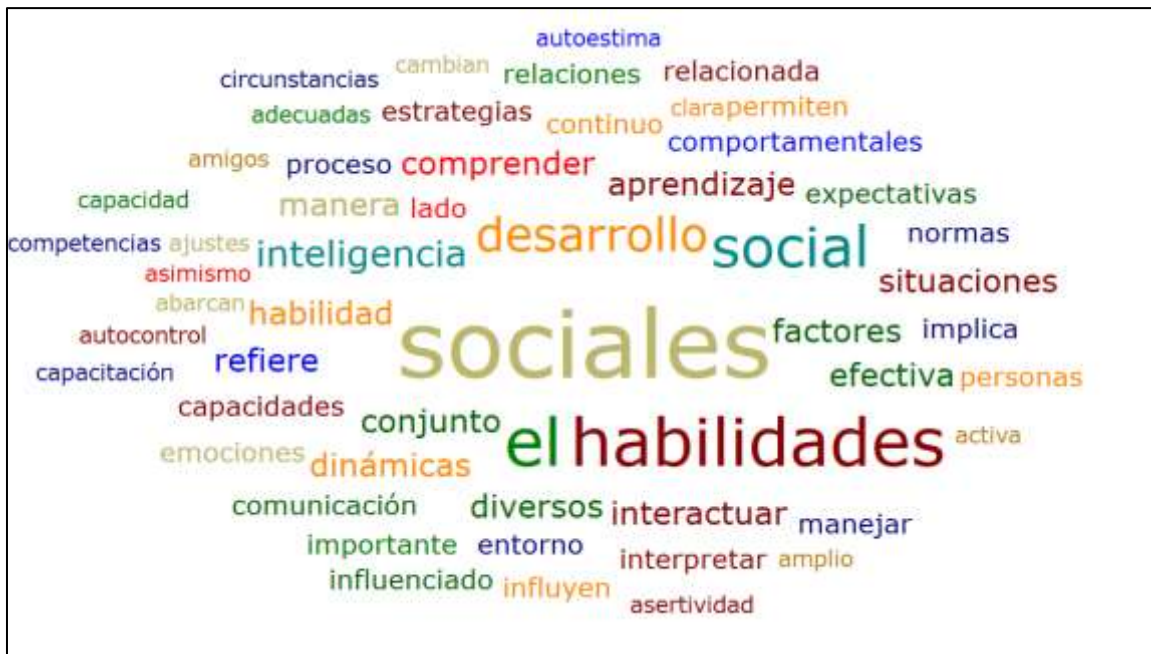 autoestima
circunstancias cambian relaciones relacionada
adecuadas estrategias continuo clara permiten
amigos proceso comprender comportamentales
capacidad manera lado aprendizaje expectativas
competencias ajustes inteligencia desarrollo social normas
asimismo situaciones
abarcan habilidad sociales factores implica
autocontrol refiere efectiva personas
capacitación
capacidades conjunto el habilidades activa
emociones dinámicas
comunicación diversos interactuar manejar
importante entorno interpretar amplio
influenciado influyen asertividad